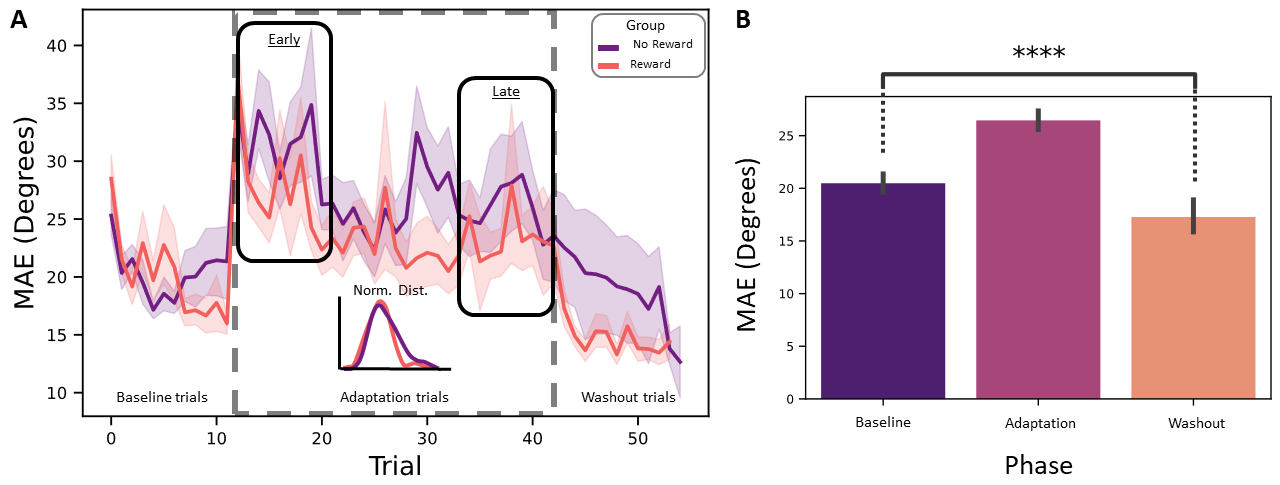 A
MAE (Degrees)
40
35
30
25
20
15
10
Early
Late
Group
No Reward
Reward
Norm. Dist.
Baseline trials
Adaptation trials
Washout trials
0
10
20
30
40
50
Trial
B
****
MAE (Degrees)
25
20
15
10
5
0
Baseline
Adaptation
Washout
Phase